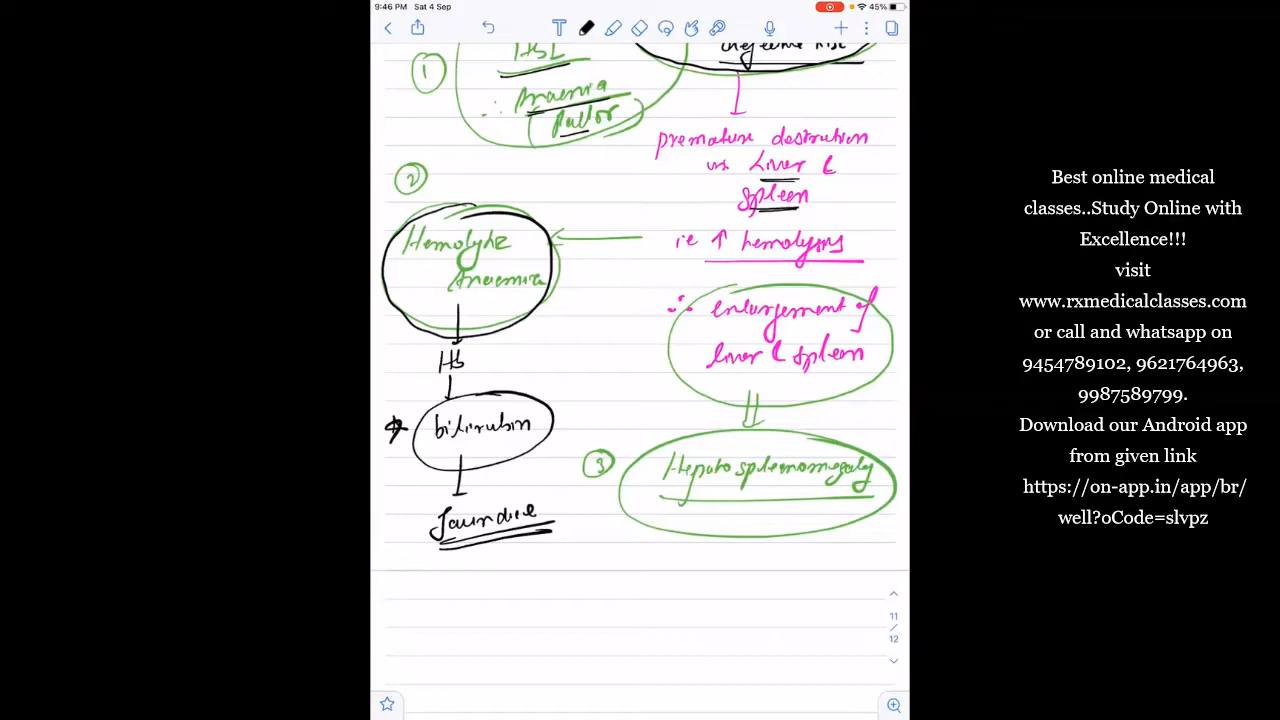 9:46 PM Sat 4 Sep
45%
T
1
∴ Anaemia
Pallor
premature destrution
in Liver &
Spleen
ie ↑ hemolysis
2
Hemolytic
Anaemia
Hb
bilirubin
Jaundice
∴ enlargement of
liver & spleen
3
Hepatosplenomegaly
11
/
12
Best online medical
classes..Study Online with
Excellence!!!
visit
www.rxmedicalclasses.com
or call and whatsapp on
9454789102, 9621764963,
9987589799.
Download our Android app
from given link
https://on-app.in/app/br/
well?oCode=slvpz